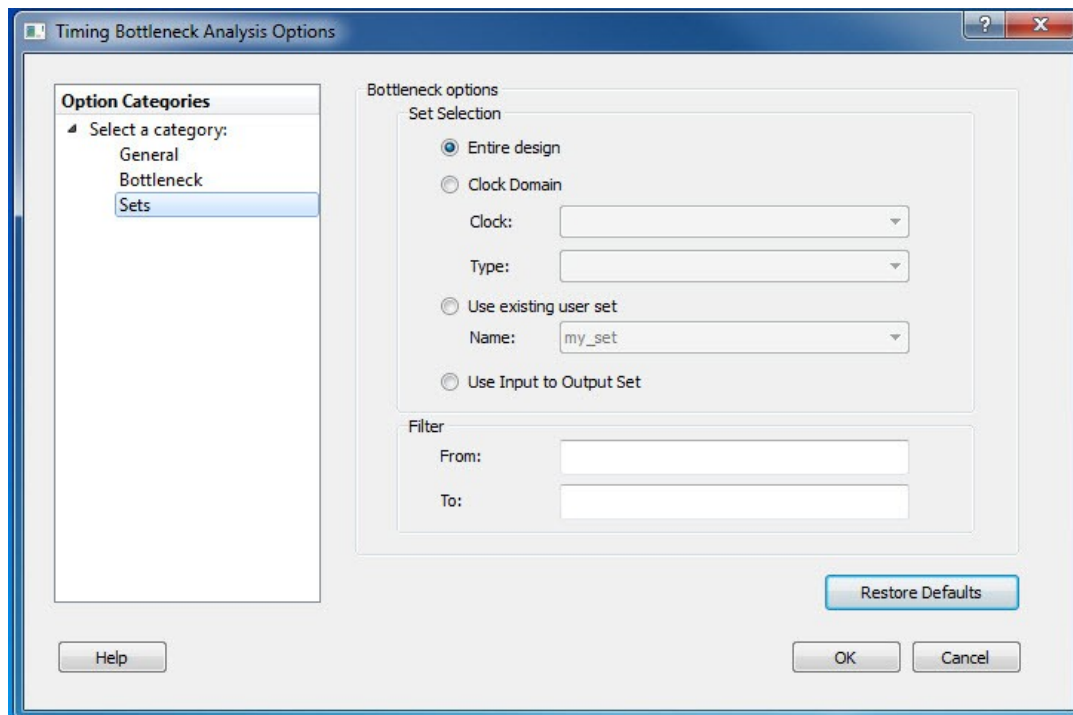 Timing Bottleneck Analysis Options
?
Option Categories
Select a category:
General
Bottleneck
Sets
Bottleneck options
Set Selection
Entire design
Clock Domain
Clock:
Type:
Use existing user set
Name: my_set
Use Input to Output Set
Filter
From:
To:
Restore Defaults
Help OK Cancel